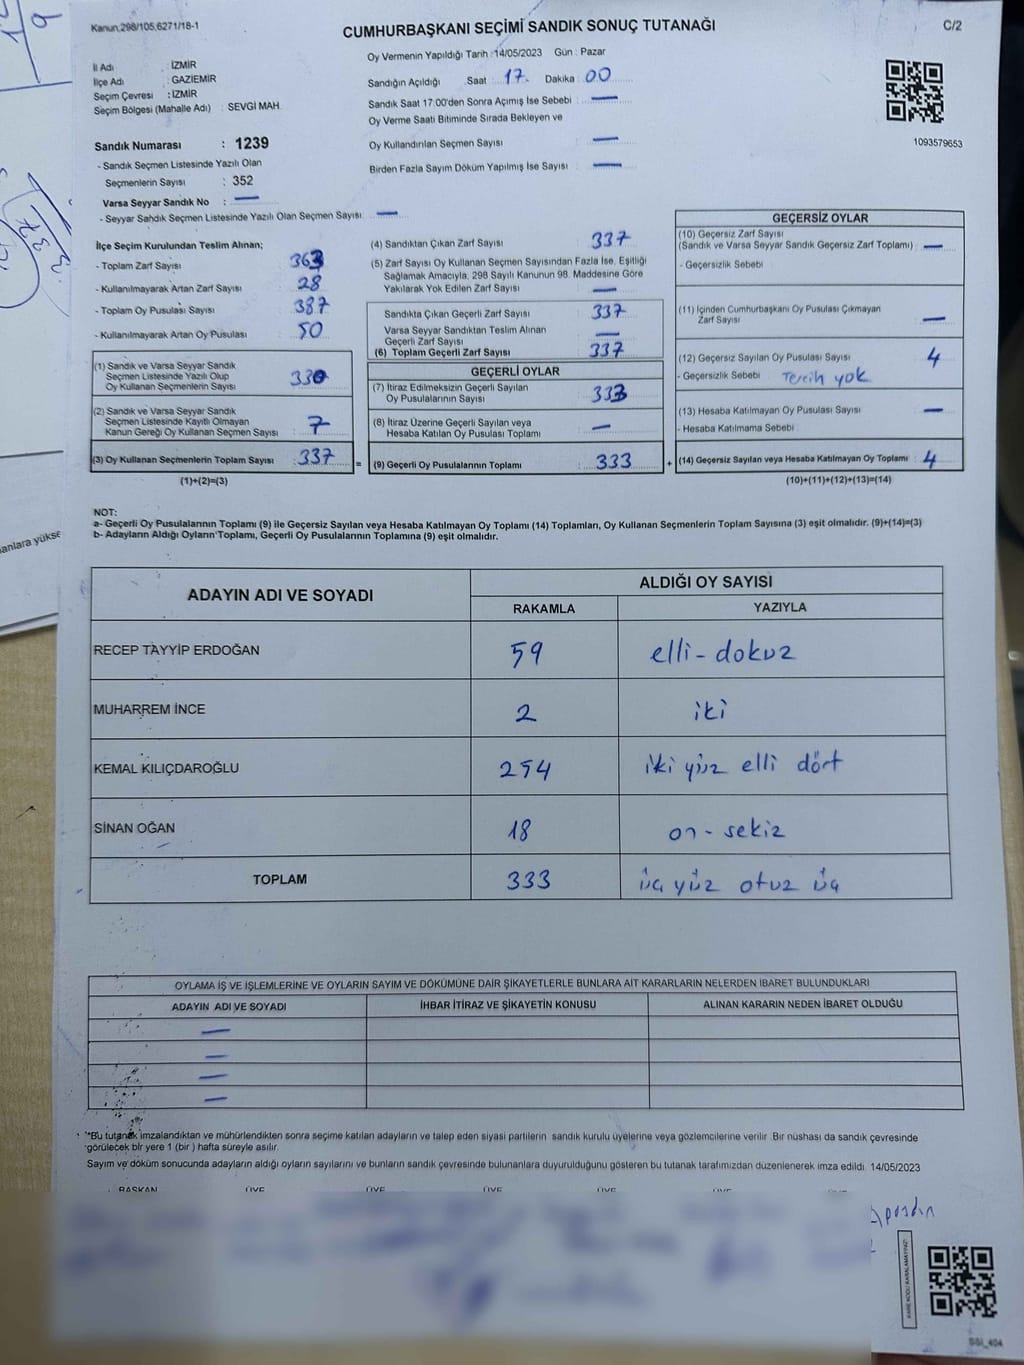 Kanun,298/105,6271/18-1
C/2
CUMHURBAŞKANI SEÇİMİ SANDIK SONUÇ TUTANAĞI
Oy Vermenin Yapıldığı Tarih :14/05/2023 Gün : Pazar
İl Adı : İZMİR
İlçe Adı : GAZİEMİR
Seçim Çevresi : İZMİR
Seçim Bölgesi (Mahalle Adı) : SEVGİ MAH.
Sandığın Açıldığı Saat : 17. Dakika : 00
Sandık Saat 17:00'den Sonra Açımış İse Sebebi : —
Oy Verme Saati Bitiminde Sırada Bekleyen ve
Oy Kullandırılan Seçmen Sayısı : —
Birden Fazla Sayım Döküm Yapılmış İse Sayısı : —
1093579653
Sandık Numarası : 1239
- Sandık Seçmen Listesinde Yazılı Olan
Seçmenlerin Sayısı : 352
Varsa Seyyar Sandık No : —
- Seyyar Sandık Seçmen Listesinde Yazılı Olan Seçmen Sayısı: —
İlçe Seçim Kurulundan Teslim Alınan;
- Toplam Zarf Sayısı 363
- Kullanılmayarak Artan Zarf Sayısı 28
- Toplam Oy Pusulası Sayısı 387
- Kullanılmayarak Artan Oy Pusulası 50
(1) Sandık ve Varsa Seyyar Sandık
Seçmen Listesinde Yazılı Olup
Oy Kullanan Seçmenlerin Sayısı 330
(2) Sandık ve Varsa Seyyar Sandık
Seçmen Listesinde Kayıtlı Olmayan
Kanun Gereği Oy Kullanan Seçmen Sayısı 7
(3) Oy Kullanan Seçmenlerin Toplam Sayısı : 337
(1)+(2)=(3)
(4) Sandıktan Çıkan Zarf Sayısı 337
(5) Zarf Sayısı Oy Kullanan Seçmen Sayısından Fazla İse, Eşitliği
Sağlamak Amacıyla, 298 Sayılı Kanunun 98. Maddesine Göre
Yakılarak Yok Edilen Zarf Sayısı : —
Sandıkta Çıkan Geçerli Zarf Sayısı : 337
Varsa Seyyar Sandıktan Teslim Alınan
Geçerli Zarf Sayısı : —
(6) Toplam Geçerli Zarf Sayısı : 337
GEÇERLİ OYLAR
(7) İtiraz Edilmeksizin Geçerli Sayılan
Oy Pusulalarının Sayısı : 333
(8) İtiraz Üzerine Geçerli Sayılan veya
Hesaba Katılan Oy Pusulası Toplamı : —
= (9) Geçerli Oy Pusulalarının Toplamı : 333
GEÇERSİZ OYLAR
(10) Geçersiz Zarf Sayısı
(Sandık ve Varsa Seyyar Sandık Geçersiz Zarf Toplamı) : —
- Geçersizlik Sebebi
(11) İçinden Cumhurbaşkanı Oy Pusulası Çıkmayan
Zarf Sayısı —
(12) Geçersiz Sayılan Oy Pusulası Sayısı 4
- Geçersizlik Sebebi Tercih yok
(13) Hesaba Katılmayan Oy Pusulası Sayısı —
- Hesaba Katılmama Sebebi
+ (14) Geçersiz Sayılan veya Hesaba Katılmayan Oy Toplamı : 4
(10)+(11)+(12)+(13)=(14)
NOT:
a- Geçerli Oy Pusulalarının Toplamı (9) ile Geçersiz Sayılan veya Hesaba Katılmayan Oy Toplamı (14) Toplamları, Oy Kullanan Seçmenlerin Toplam Sayısına (3) eşit olmalıdır. (9)+(14)=(3)
b- Adayların Aldığı Oyların Toplamı, Geçerli Oy Pusulalarının Toplamına (9) eşit olmalıdır.
anlara yükse
ADAYIN ADI VE SOYADI ALDIĞI OY SAYISI
RAKAMLA YAZIYLA
RECEP TAYYİP ERDOĞAN 59 elli-dokuz
MUHARREM İNCE 2 iki
KEMAL KILIÇDAROĞLU 254 iki yüz elli dört
SİNAN OĞAN 18 on-sekiz
TOPLAM 333 üç yüz otuz üç
OYLAMA İŞ VE İŞLEMLERİNE VE OYLARIN SAYIM VE DÖKÜMÜNE DAİR ŞİKAYETLERLE BUNLARA AİT KARARLARIN NELERDEN İBARET BULUNDUKLARI
ADAYIN ADI VE SOYADI İHBAR İTİRAZ VE ŞİKAYETİN KONUSU ALINAN KARARIN NEDEN İBARET OLDUĞU
—
—
—
—
"Bu tutanak imzalandıktan ve mühürlendikten sonra seçime katılan adayların ve talep eden siyasi partilerin sandık kurulu üyelerine veya gözlemcilerine verilir. Bir nüshası da sandık çevresinde
görülecek bir yere 1 (bir ) hafta süreyle asılır.
Sayım ve döküm sonucunda adayların aldığı oyların sayılarını ve bunların sandık çevresinde bulunanlara duyurulduğunu gösteren bu tutanak tarafımızdan düzenlenerek imza edildi. 14/05/2023
BAŞKAN ÜYE ÜYE ÜYE ÜYE ÜYE ÜYE
KARE KODU KARALAMAYINIZ!
SSI_404